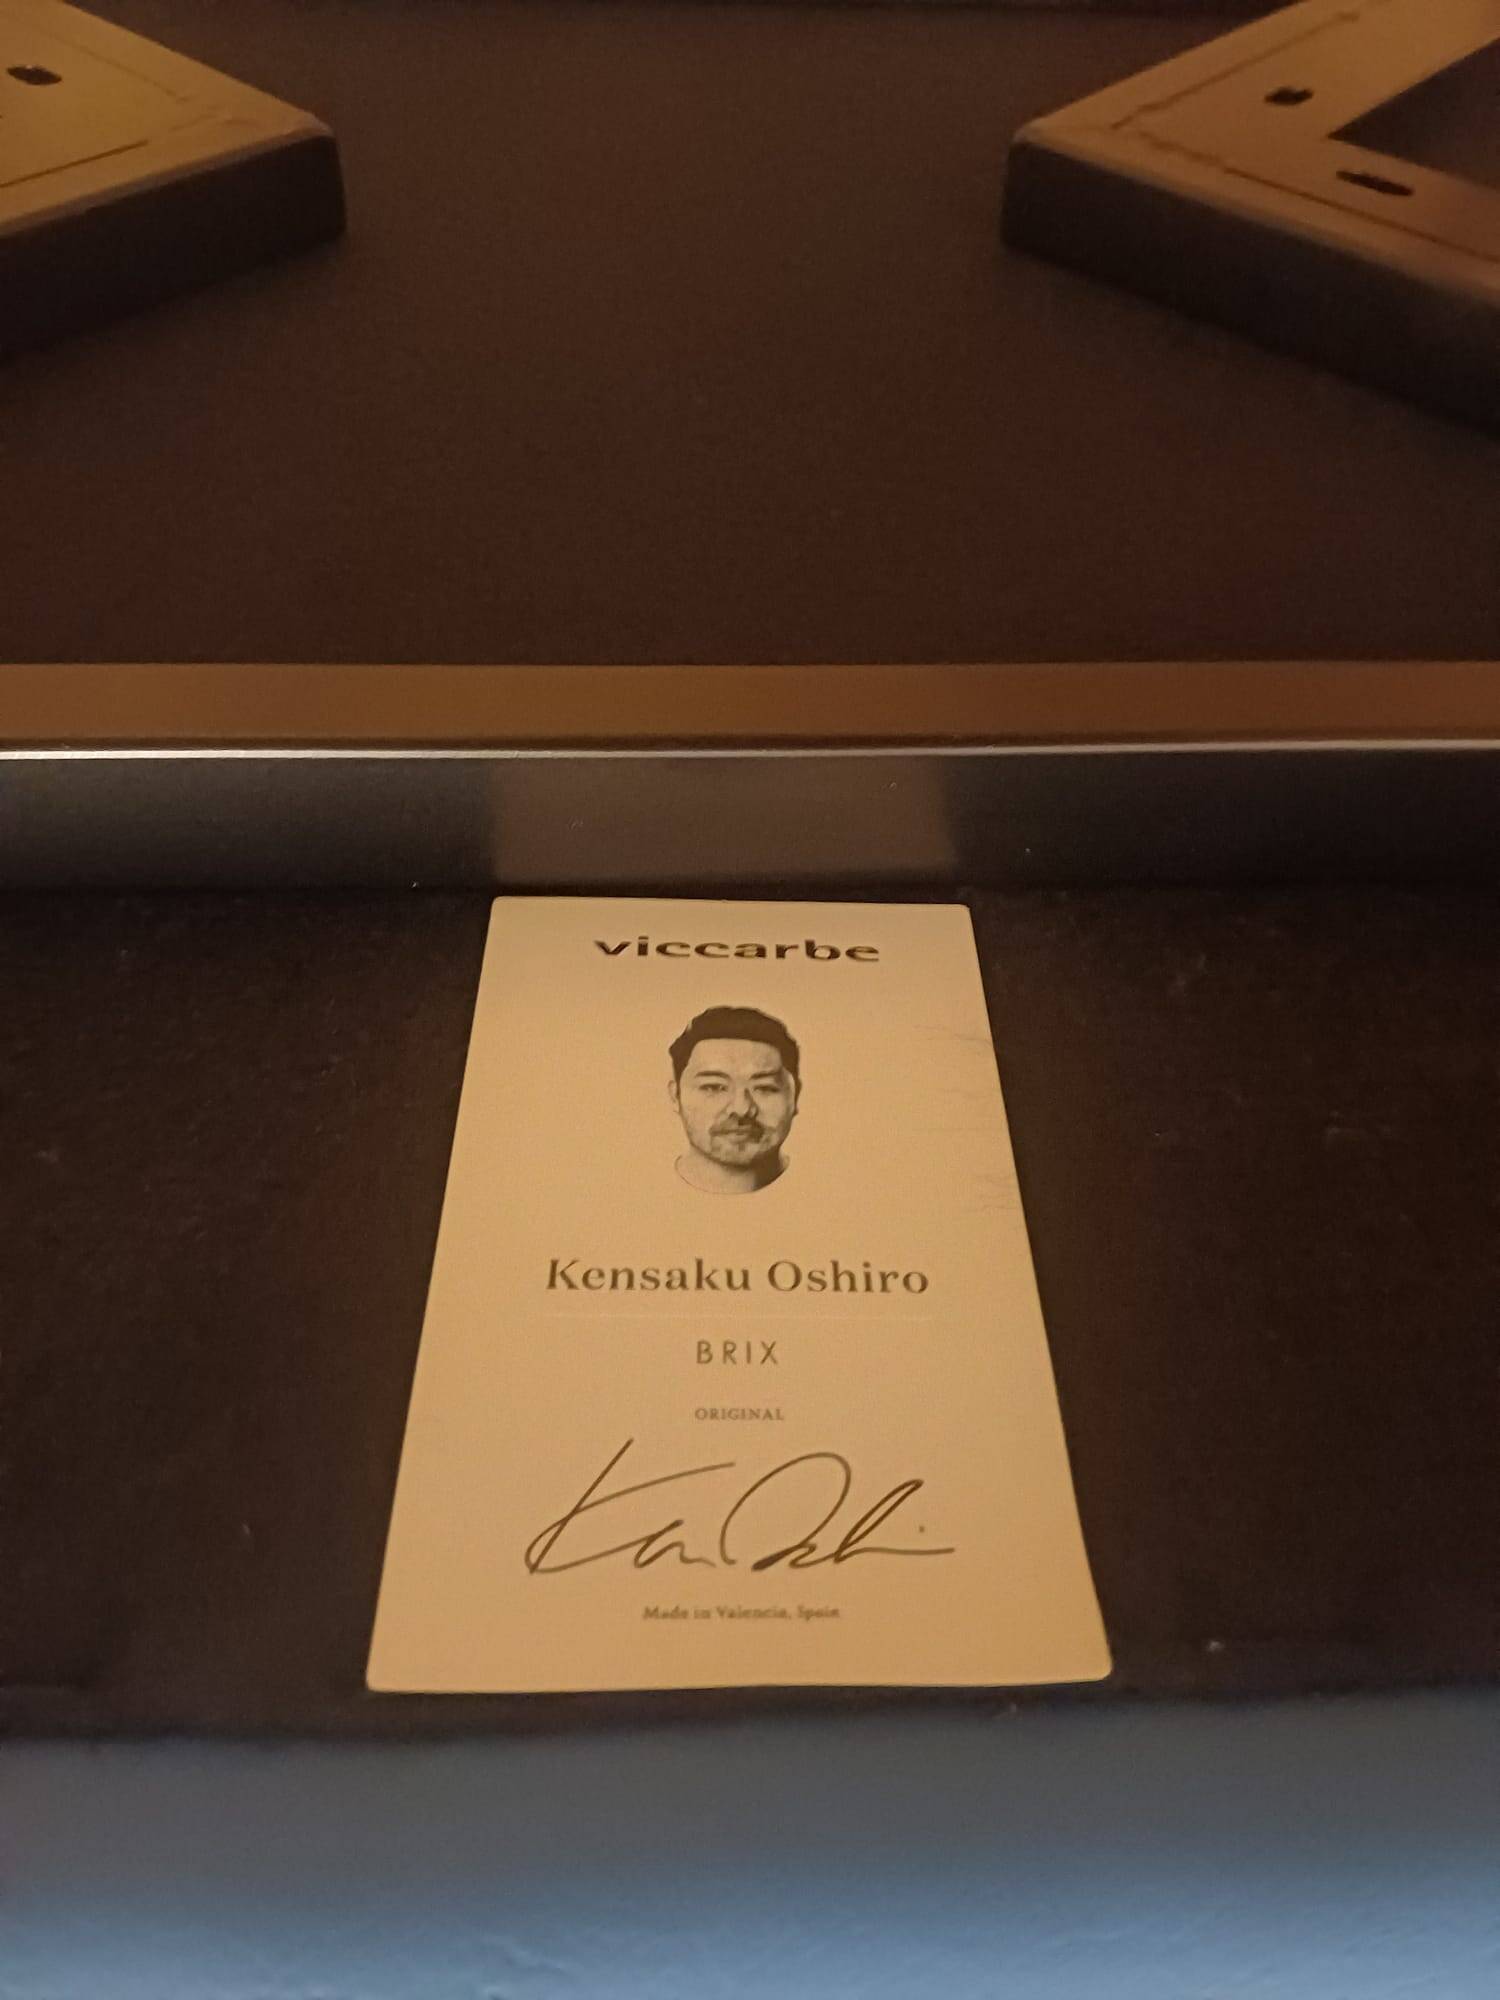 viccarbe
Kensaku Oshiro
BRIX
ORIGINAL
Made in Valencia, Spain